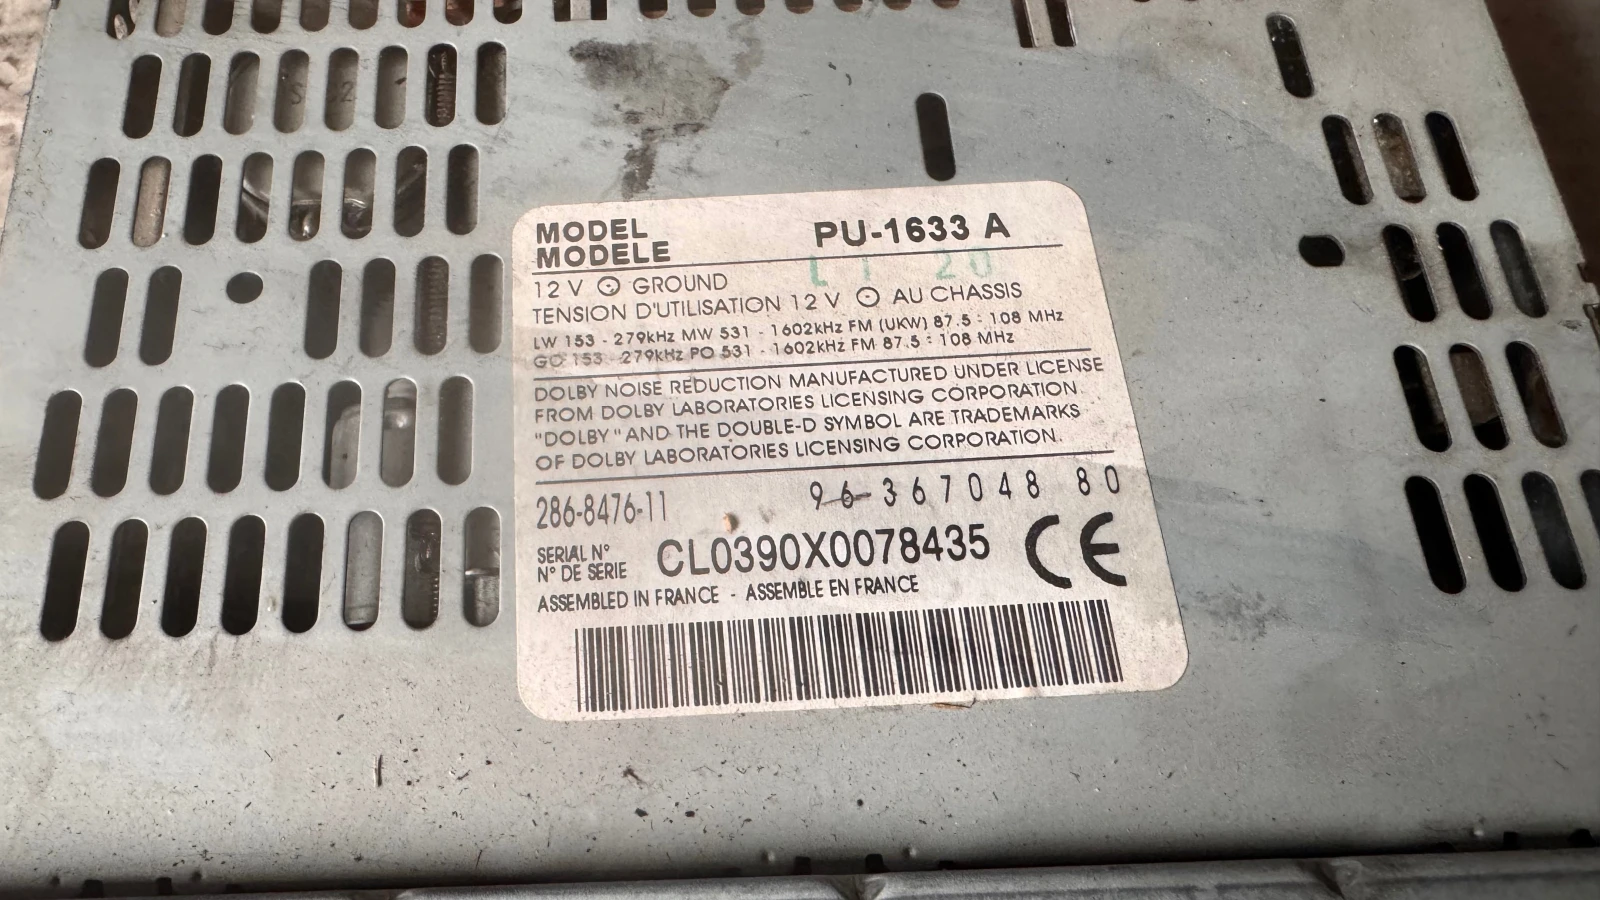 MODEL
MODELE
PU-1633 A
L I 20
12 V ⊙ GROUND
TENSION D'UTILISATION 12 V ⊙ AU CHASSIS
LW 153 - 279kHz MW 531 - 1602kHz FM (UKW) 87.5 ÷ 108 MHz
GO 153 - 279kHz PO 531 - 1602kHz FM 87.5 ÷ 108 MHz
DOLBY NOISE REDUCTION MANUFACTURED UNDER LICENSE
FROM DOLBY LABORATORIES LICENSING CORPORATION.
"DOLBY" AND THE DOUBLE-D SYMBOL ARE TRADEMARKS
OF DOLBY LABORATORIES LICENSING CORPORATION.
286-8476-11
96-367048 80
SERIAL N°
N° DE SERIE
CL0390X0078435
CE
ASSEMBLED IN FRANCE - ASSEMBLE EN FRANCE